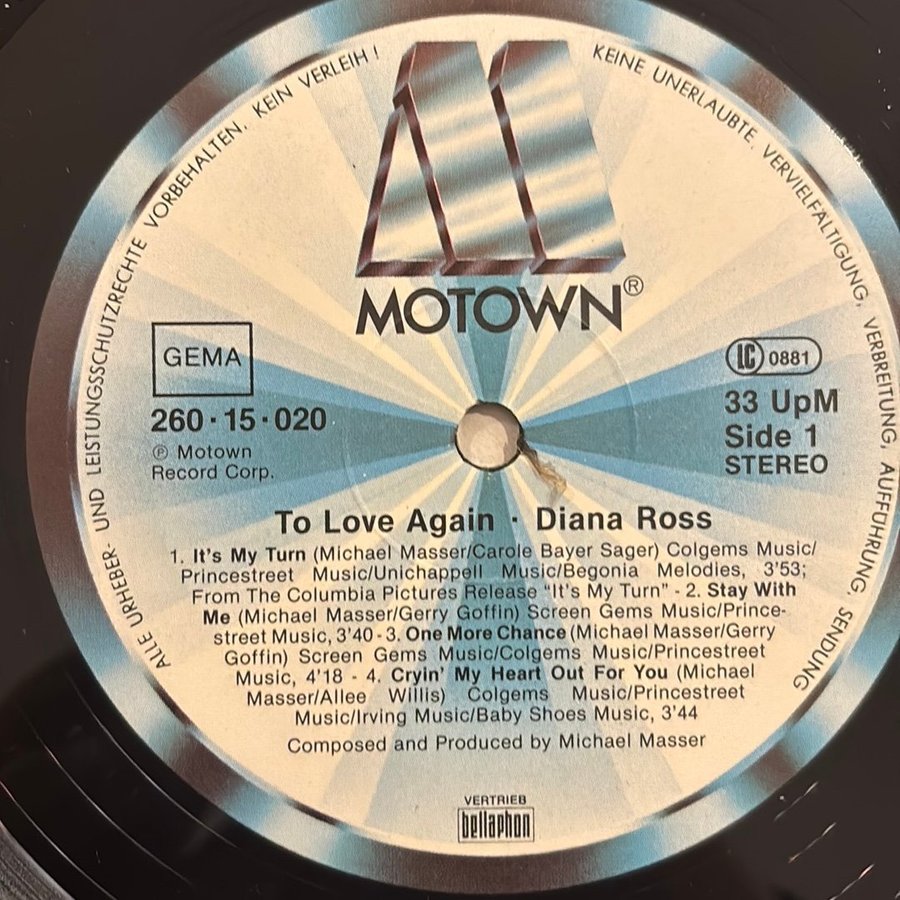 ALLE URHEBER- UND LEISTUNGSSCHUTZRECHTE VORBEHALTEN. KEIN VERLEIH! KEINE UNERLAUBTE VERVIELFÄLTIGUNG, VERBREITUNG, AUFFÜHRUNG, SENDUNG
MOTOWN®
GEMA
260·15·020
℗ Motown
Record Corp.
LC 0881
33 UpM
Side 1
STEREO
To Love Again · Diana Ross
1. It's My Turn (Michael Masser/Carole Bayer Sager) Colgems Music/
Princestreet Music/Unichappell Music/Begonia Melodies, 3'53;
From The Columbia Pictures Release "It's My Turn" - 2. Stay With
Me (Michael Masser/Gerry Goffin) Screen Gems Music/Prince-
street Music, 3'40 - 3. One More Chance (Michael Masser/Gerry
Goffin) Screen Gems Music/Colgems Music/Princestreet
Music, 4'18 - 4. Cryin' My Heart Out For You (Michael
Masser/Allee Willis) Colgems Music/Princestreet
Music/Irving Music/Baby Shoes Music, 3'44
Composed and Produced by Michael Masser
VERTRIEB
bellaphon